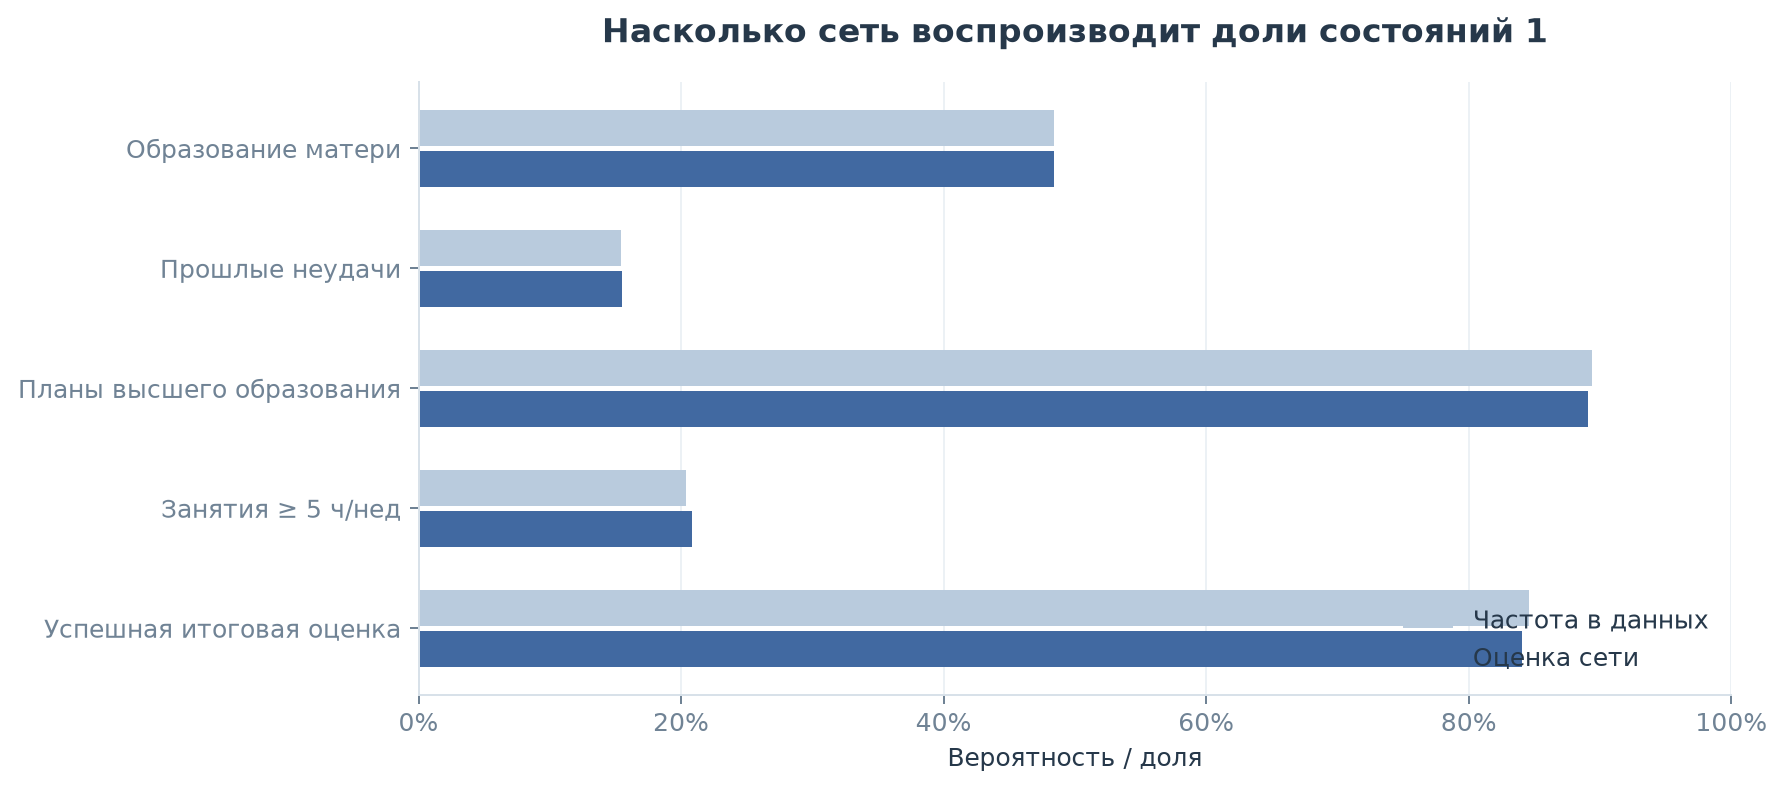 Насколько сеть воспроизводит доли состояний 1
Образование матери
Прошлые неудачи
Планы высшего образования
Занятия ≥ 5 ч/нед
Успешная итоговая оценка
Частота в данных
Оценка сети
0% 20% 40% 60% 80% 100%
Вероятность / доля